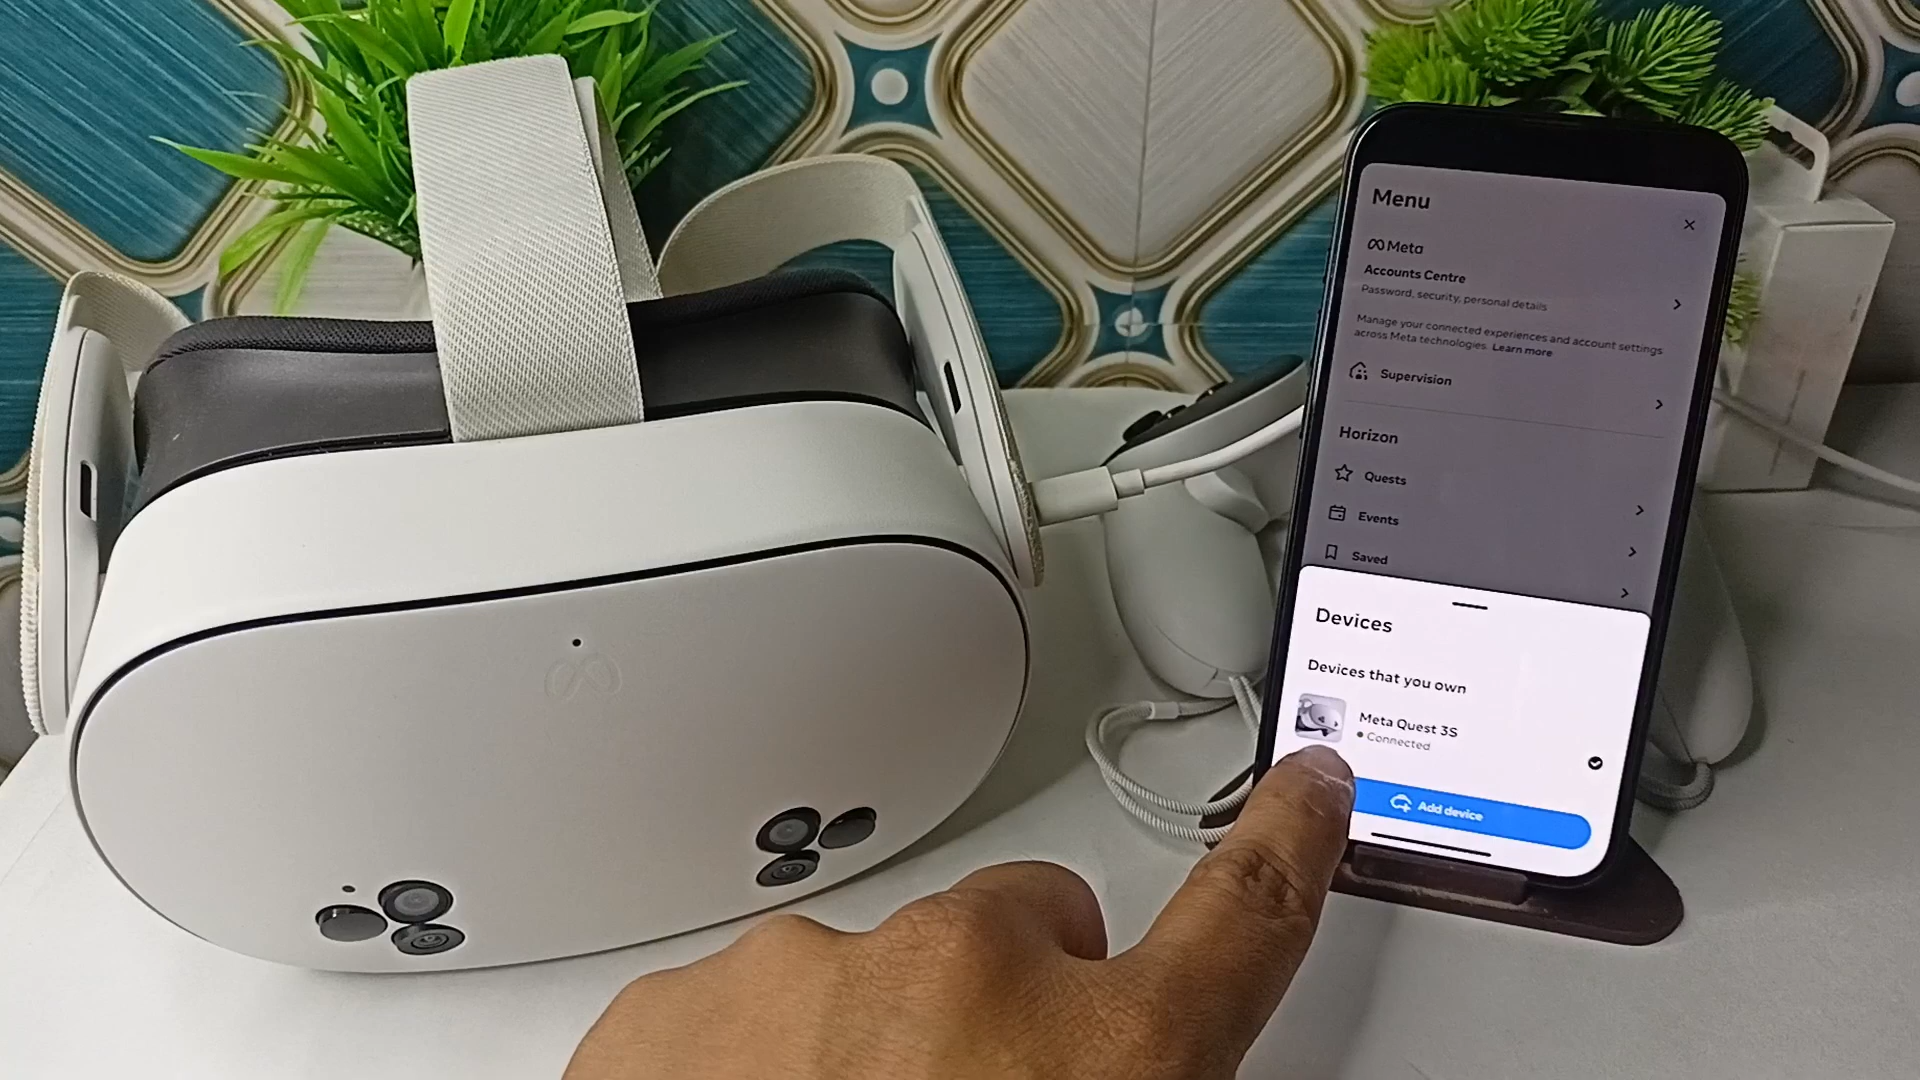 Menu
Meta
Accounts Centre
Password, security, personal details
Manage your connected experiences and account settings
across Meta technologies. Learn more
Supervision
Horizon
Quests
Events
Saved
Devices
Devices that you own
Meta Quest 3S
Connected
Add device